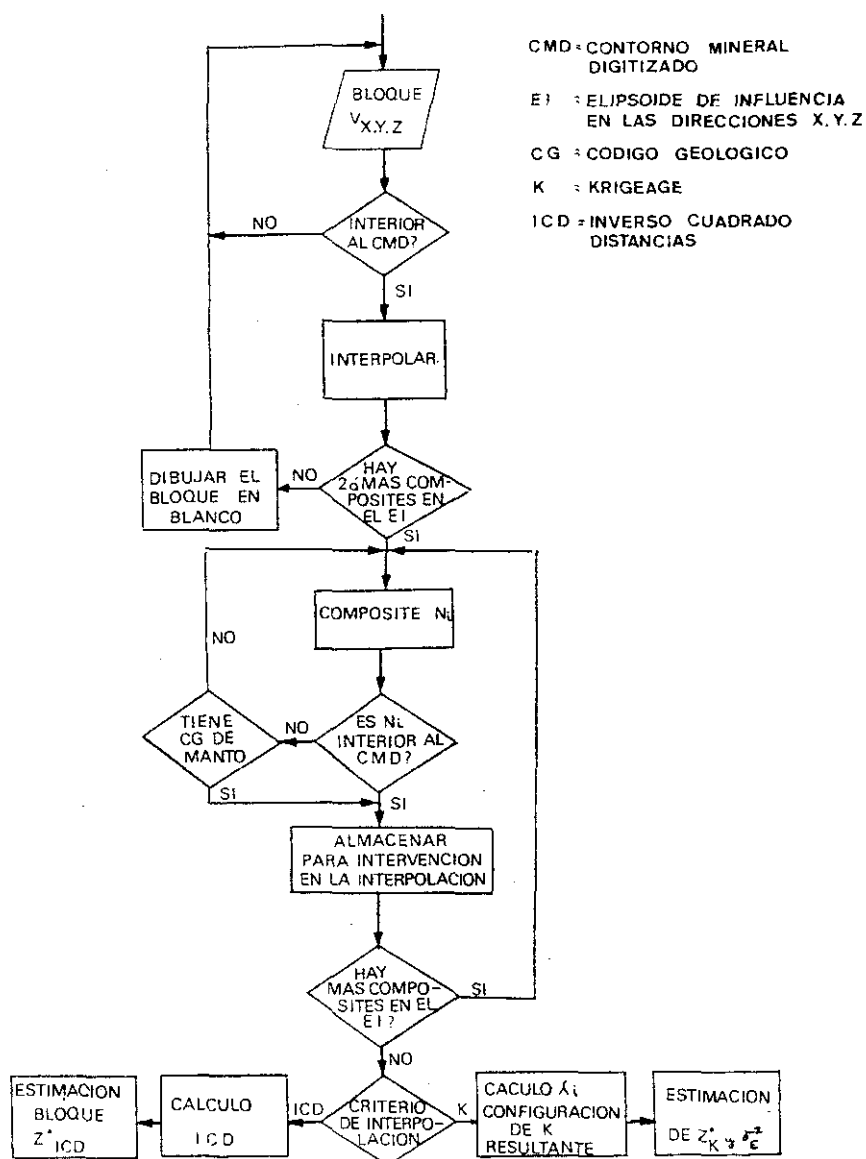 CMD = CONTORNO MINERAL
DIGITIZADO
EI = ELIPSOIDE DE INFLUENCIA
EN LAS DIRECCIONES X, Y, Z
CG = CODIGO GEOLOGICO
K = KRIGEAGE
ICD = INVERSO CUADRADO
DISTANCIAS
BLOQUE
V X,Y,Z
NO
INTERIOR
AL CMD?
SI
INTERPOLAR
DIBUJAR EL
BLOQUE EN
BLANCO
NO
HAY
2ó MAS COM-
POSITES EN
EL EI
SI
COMPOSITE Ni
NO
TIENE
CG DE
MANTO
NO
ES Ni
INTERIOR AL
CMD?
SI
SI
ALMACENAR
PARA INTERVENCION
EN LA INTERPOLACION
HAY
MAS COMPO-
SITES EN EL
EI?
SI
NO
ESTIMACION
BLOQUE
Z* ICD
CALCULO
ICD
ICD
CRITERIO
DE INTERPO-
LACION
K
CACULO λi
CONFIGURACION
DE K
RESULTANTE
ESTIMACION
DE Z*K y σ²ε